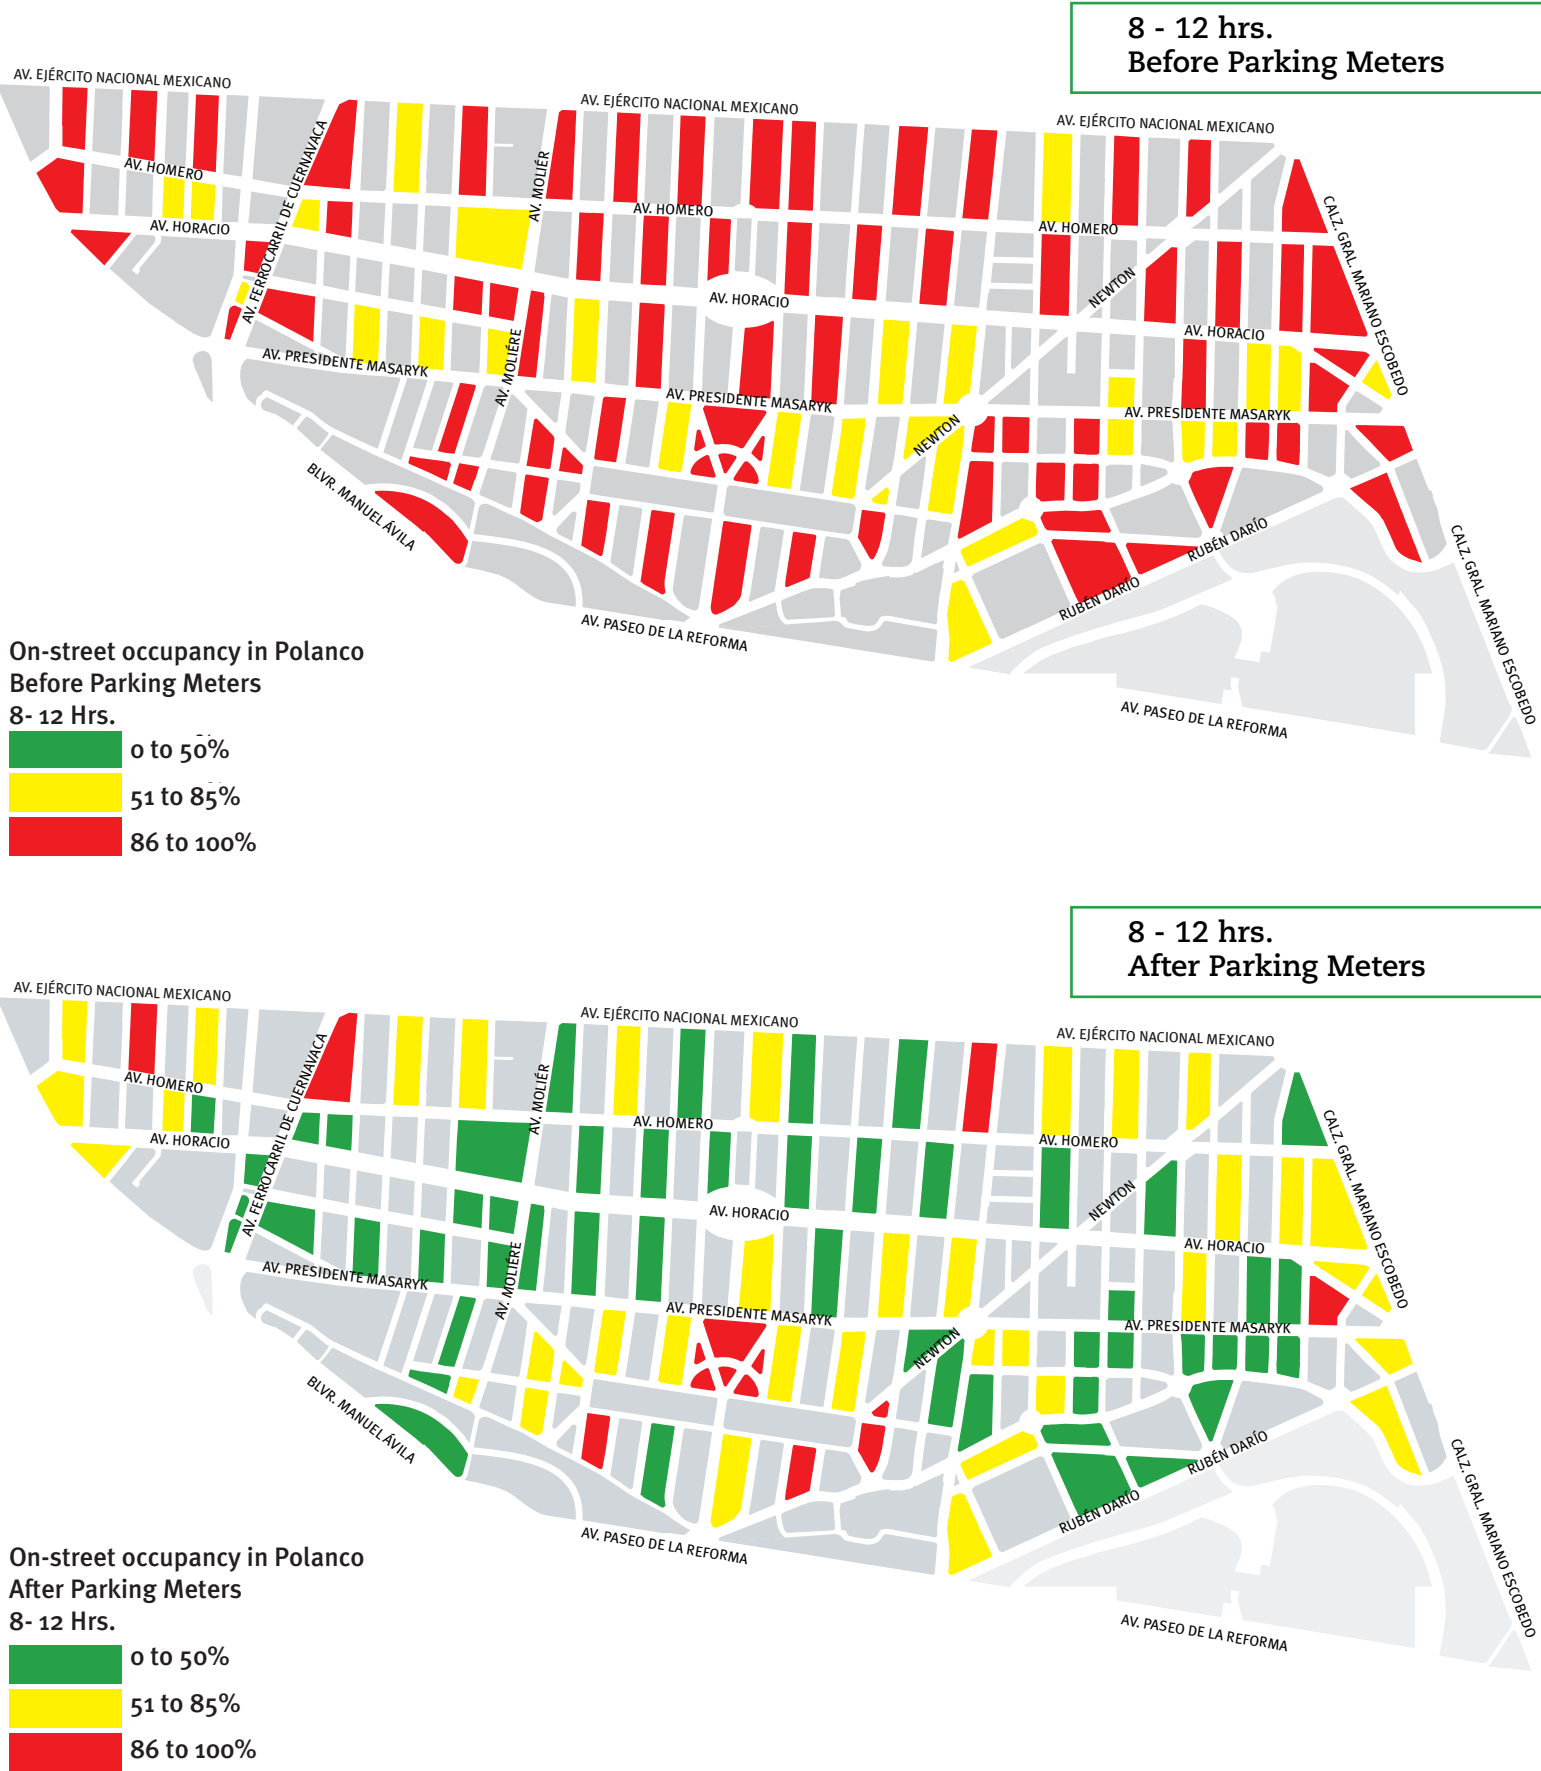 8 - 12 hrs.
Before Parking Meters
AV. EJÉRCITO NACIONAL MEXICANO
AV. EJÉRCITO NACIONAL MEXICANO
AV. EJÉRCITO NACIONAL MEXICANO
AV. HOMERO
AV. HORACIO
AV. FERROCARRIL DE CUERNAVACA
AV. MOLIÉR
AV. HOMERO
AV. HOMERO
CALZ. GRAL. MARIANO ESCOBEDO
NEWTON
AV. HORACIO
AV. HORACIO
AV. PRESIDENTE MASARYK
AV. MOLIÉRE
AV. PRESIDENTE MASARYK
AV. PRESIDENTE MASARYK
NEWTON
BLVR. MANUEL ÁVILA
RUBÉN DARÍO
RUBÉN DARÍO
CALZ. GRAL. MARIANO ESCOBEDO
AV. PASEO DE LA REFORMA
AV. PASEO DE LA REFORMA
On-street occupancy in Polanco
Before Parking Meters
8- 12 Hrs.
0 to 50%
51 to 85%
86 to 100%
8 - 12 hrs.
After Parking Meters
AV. EJÉRCITO NACIONAL MEXICANO
AV. EJÉRCITO NACIONAL MEXICANO
AV. EJÉRCITO NACIONAL MEXICANO
AV. HOMERO
AV. HORACIO
AV. FERROCARRIL DE CUERNAVACA
AV. MOLIÉR
AV. HOMERO
AV. HOMERO
CALZ. GRAL. MARIANO ESCOBEDO
NEWTON
AV. HORACIO
AV. HORACIO
AV. PRESIDENTE MASARYK
AV. MOLIÉRE
AV. PRESIDENTE MASARYK
AV. PRESIDENTE MASARYK
NEWTON
BLVR. MANUEL ÁVILA
RUBÉN DARÍO
RUBÉN DARÍO
CALZ. GRAL. MARIANO ESCOBEDO
AV. PASEO DE LA REFORMA
AV. PASEO DE LA REFORMA
On-street occupancy in Polanco
After Parking Meters
8- 12 Hrs.
0 to 50%
51 to 85%
86 to 100%